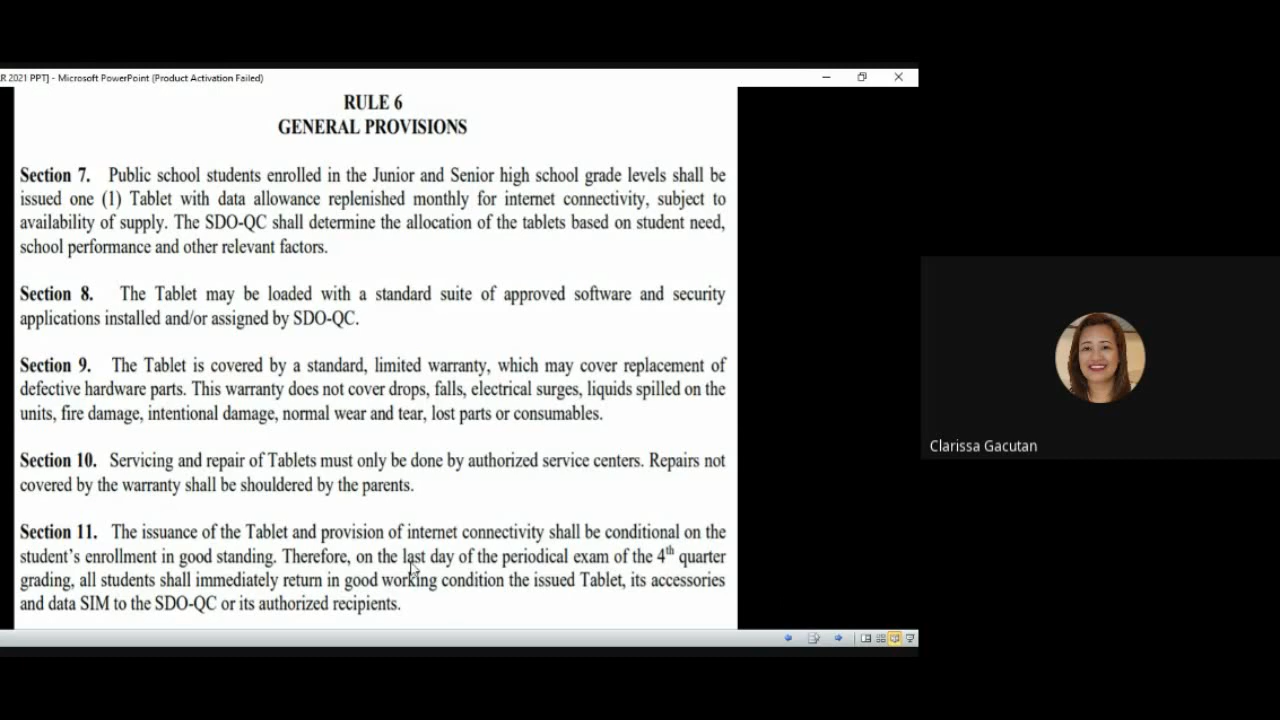 R 2021 PPT] - Microsoft PowerPoint (Product Activation Failed)
RULE 6
GENERAL PROVISIONS
Section 7. Public school students enrolled in the Junior and Senior high school grade levels shall be
issued one (1) Tablet with data allowance replenished monthly for internet connectivity, subject to
availability of supply. The SDO-QC shall determine the allocation of the tablets based on student need,
school performance and other relevant factors.
Section 8. The Tablet may be loaded with a standard suite of approved software and security
applications installed and/or assigned by SDO-QC.
Section 9. The Tablet is covered by a standard, limited warranty, which may cover replacement of
defective hardware parts. This warranty does not cover drops, falls, electrical surges, liquids spilled on the
units, fire damage, intentional damage, normal wear and tear, lost parts or consumables.
Section 10. Servicing and repair of Tablets must only be done by authorized service centers. Repairs not
covered by the warranty shall be shouldered by the parents.
Section 11. The issuance of the Tablet and provision of internet connectivity shall be conditional on the
student's enrollment in good standing. Therefore, on the last day of the periodical exam of the 4th quarter
grading, all students shall immediately return in good working condition the issued Tablet, its accessories
and data SIM to the SDO-QC or its authorized recipients.
Clarissa Gacutan